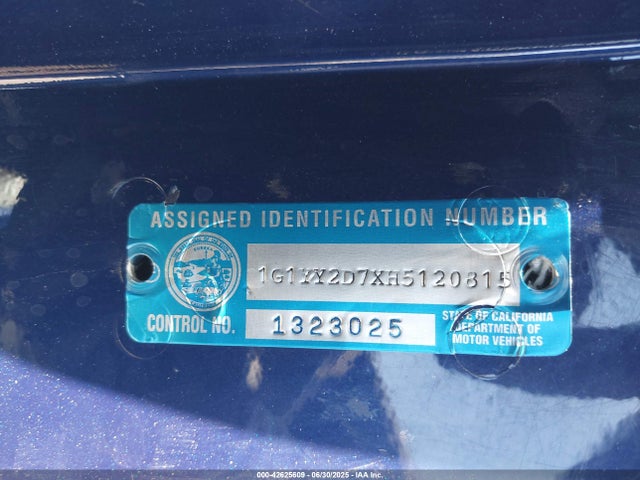 ASSIGNED IDENTIFICATION NUMBER
1G1YY2D7XH5120815
CONTROL NO. 1323025
STATE OF CALIFORNIA
DEPARTMENT OF
MOTOR VEHICLES
000-42625609 - 06/30/2025 - IAA Inc.